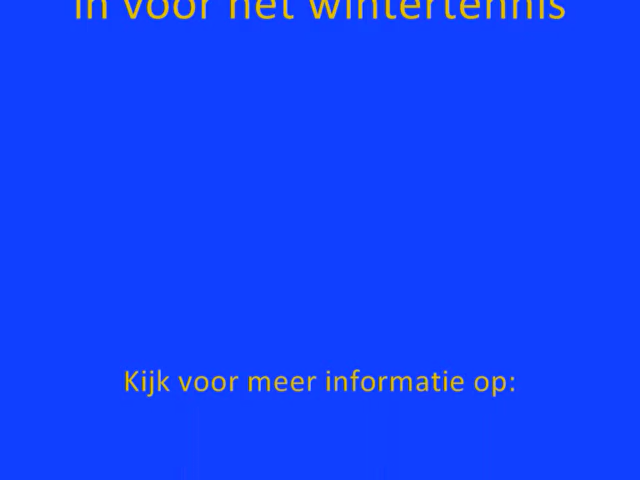 in voor het wintertennis
Kijk voor meer informatie op: